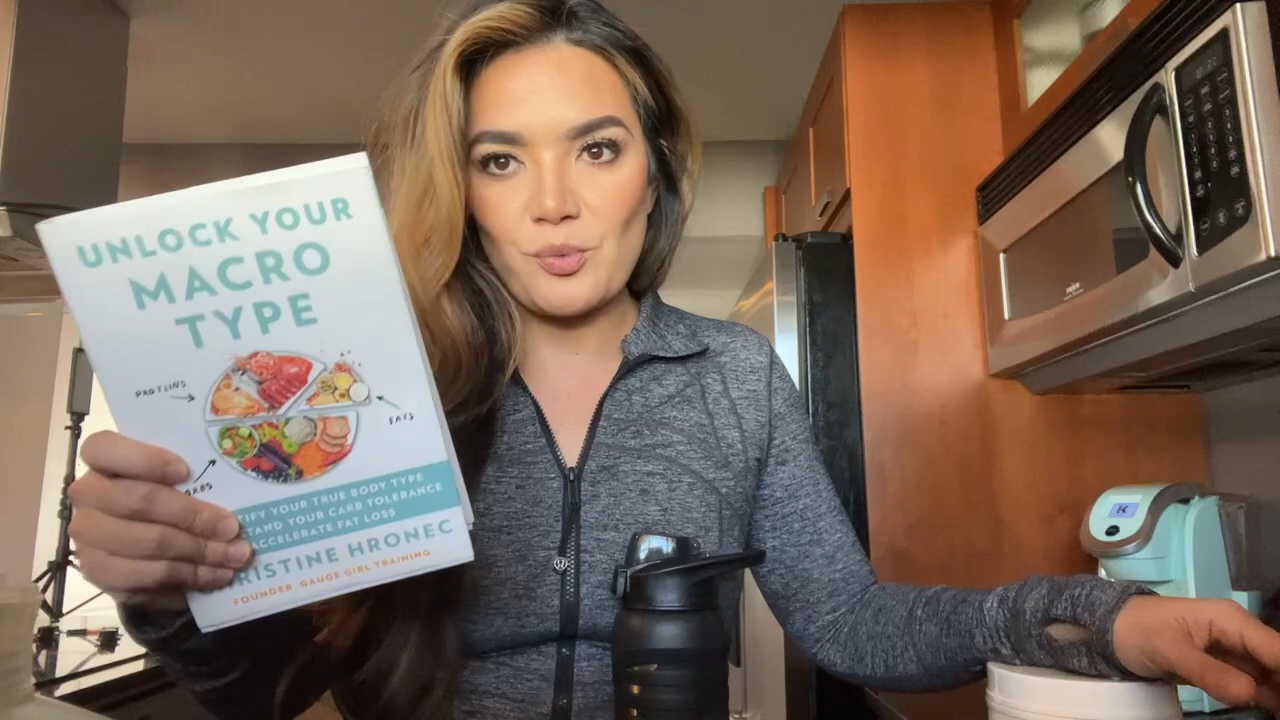 UNLOCK YOUR
MACRO
TYPE
PROTEINS
FATS
TIFY YOUR TRUE BODY TYPE
TAND YOUR CARB TOLERANCE
ACCELERATE FAT LOSS
RISTINE HRONEC
FOUNDER, GAUGE GIRL TRAINING
K